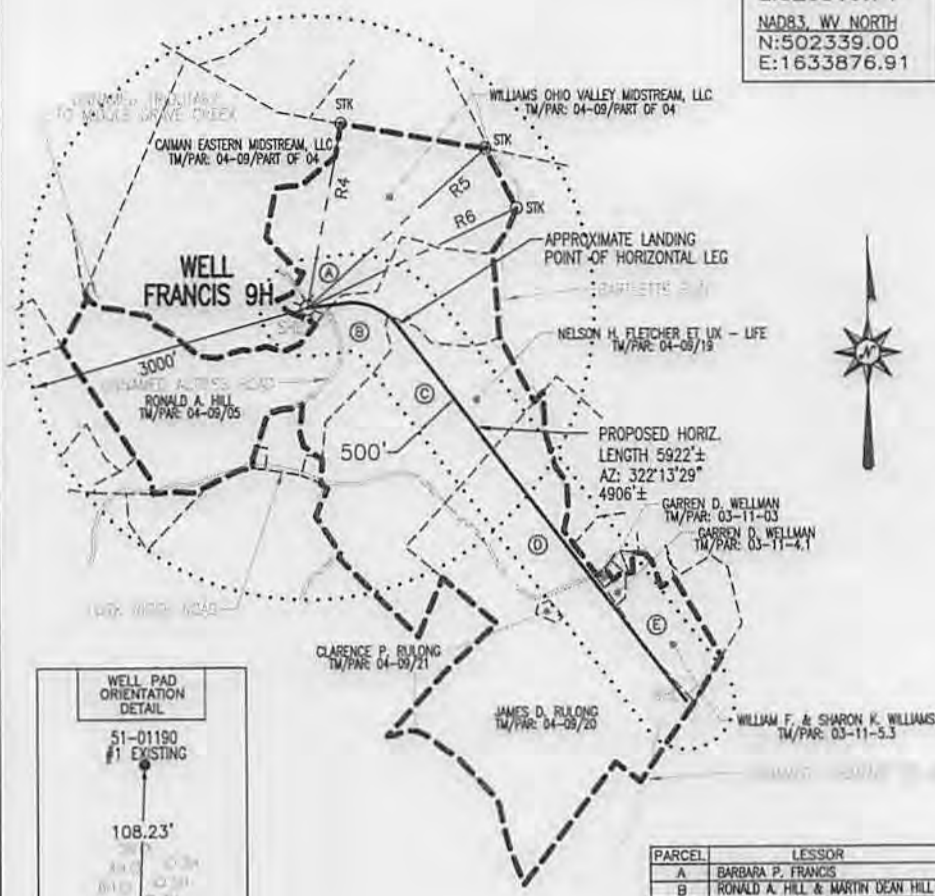 NAD83, WV NORTH
N:502339.00
E:1633876.91
WILLIAMS OHIO VALLEY MIDSTREAM, LLC
TM/PAR: 04-09/PART OF 04
CAIMAN EASTERN MIDSTREAM, LLC
TM/PAR: 04-09/PART OF 04
STK
STK
STK
R4
R5
R6
WELL
FRANCIS 9H
A
B
C
D
E
APPROXIMATE LANDING
POINT OF HORIZONTAL LEG
NELSON H. FLETCHER ET UX - LIFE
TM/PAR: 04-09/19
3000'
RONALD A. HILL
TM/PAR: 04-09/05
500'
PROPOSED HORIZ.
LENGTH 5922'±
AZ: 322°13'29"
4906'±
GARREN D. WELLMAN
TM/PAR: 03-11-03
GARREN D. WELLMAN
TM/PAR: 03-11-4.1
N
CLARENCE P. RULONG
TM/PAR: 04-09/21
JAMES D. RULONG
TM/PAR: 04-09/20
WILLIAM F. & SHARON K. WILLIAMS
TM/PAR: 03-11-5.3
WELL PAD
ORIENTATION
DETAIL
51-01190
#1 EXISTING
108.23'
PARCEL LESSOR
A BARBARA P. FRANCIS
B RONALD A. HILL & MARTIN DEAN HILL